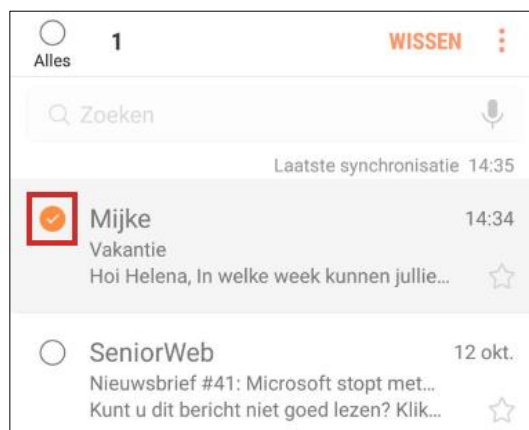 Alles 1 WISSEN
Zoeken
Laatste synchronisatie 14:35
Mijke 14:34
Vakantie
Hoi Helena, In welke week kunnen jullie...
SeniorWeb 12 okt.
Nieuwsbrief #41: Microsoft stopt met...
Kunt u dit bericht niet goed lezen? Klik...